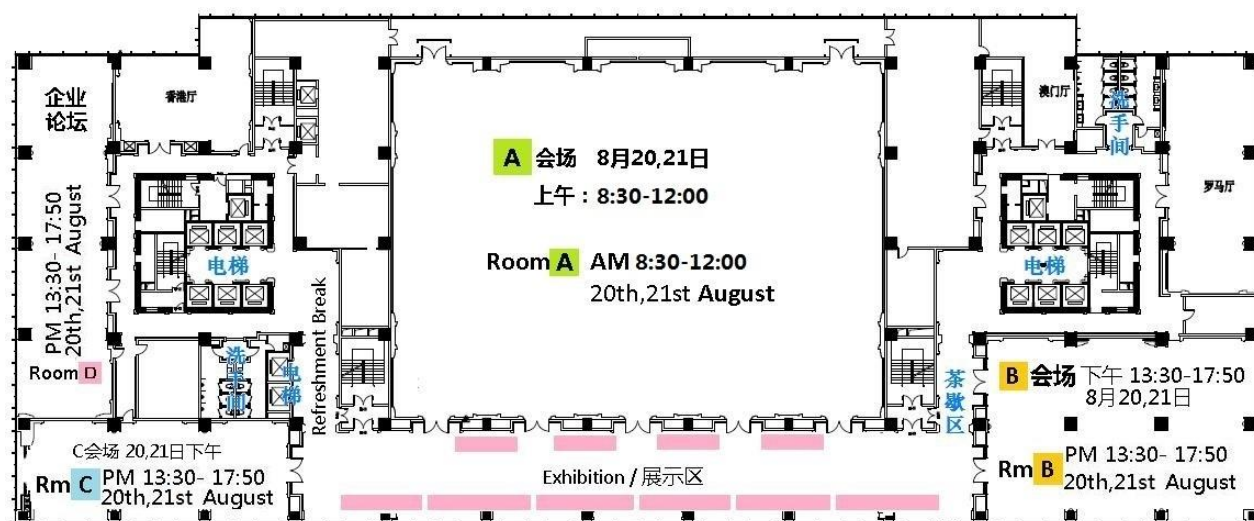 企业
论坛
PM 13:30- 17:50
20th,21st August
Room D
香港厅
电梯
洗手间
电梯
Refreshment Break
C会场 20,21日下午
Rm C PM 13:30- 17:50
20th,21st August
A 会场 8月20,21日
上午：8:30-12:00
Room A AM 8:30-12:00
20th,21st August
Exhibition / 展示区
澳门厅
洗手间
罗马厅
电梯
茶歇区
B 会场 下午 13:30-17:50
8月20,21日
Rm B PM 13:30- 17:50
20th,21st August